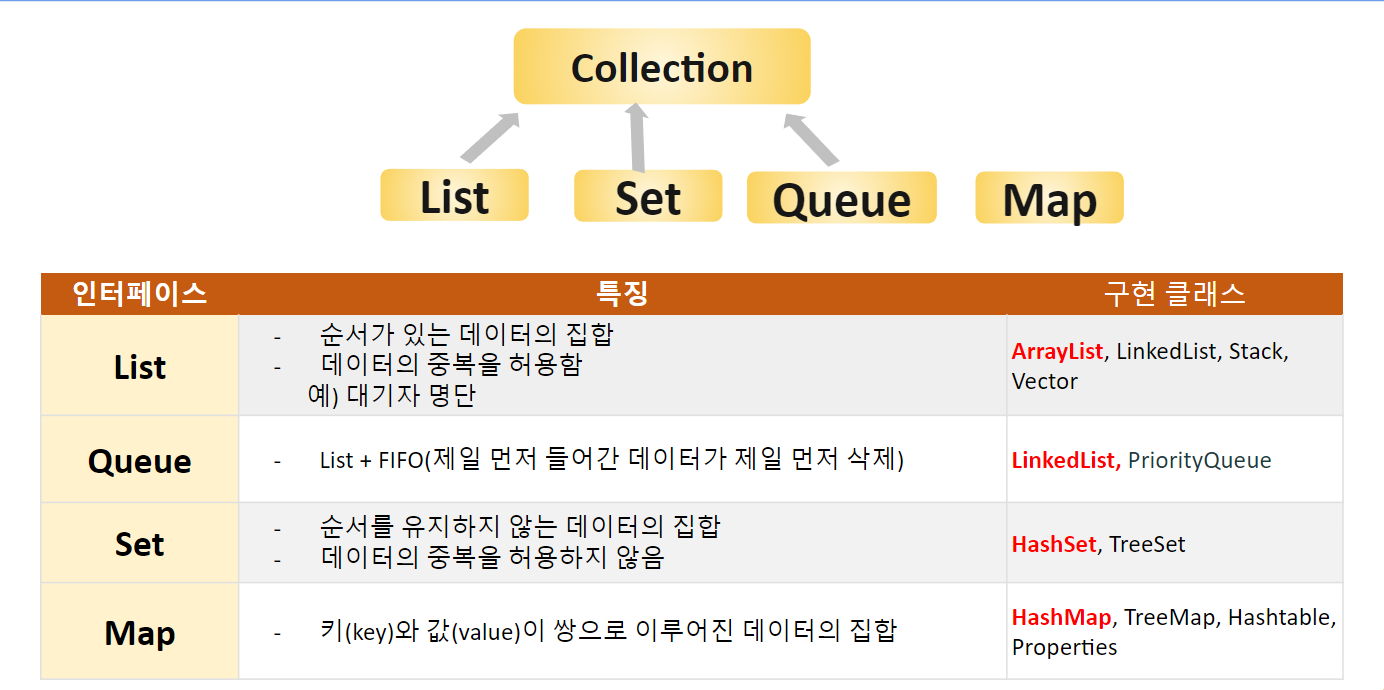 Collection
List
Set
Queue
Map
인터페이스
특징
구현 클래스
List
- 순서가 있는 데이터의 집합
- 데이터의 중복을 허용함
예) 대기자 명단
ArrayList, LinkedList, Stack,
Vector
Queue
- List + FIFO(제일 먼저 들어간 데이터가 제일 먼저 삭제)
LinkedList, PriorityQueue
Set
- 순서를 유지하지 않는 데이터의 집합
- 데이터의 중복을 허용하지 않음
HashSet, TreeSet
Map
- 키(key)와 값(value)이 쌍으로 이루어진 데이터의 집합
HashMap, TreeMap, Hashtable,
Properties